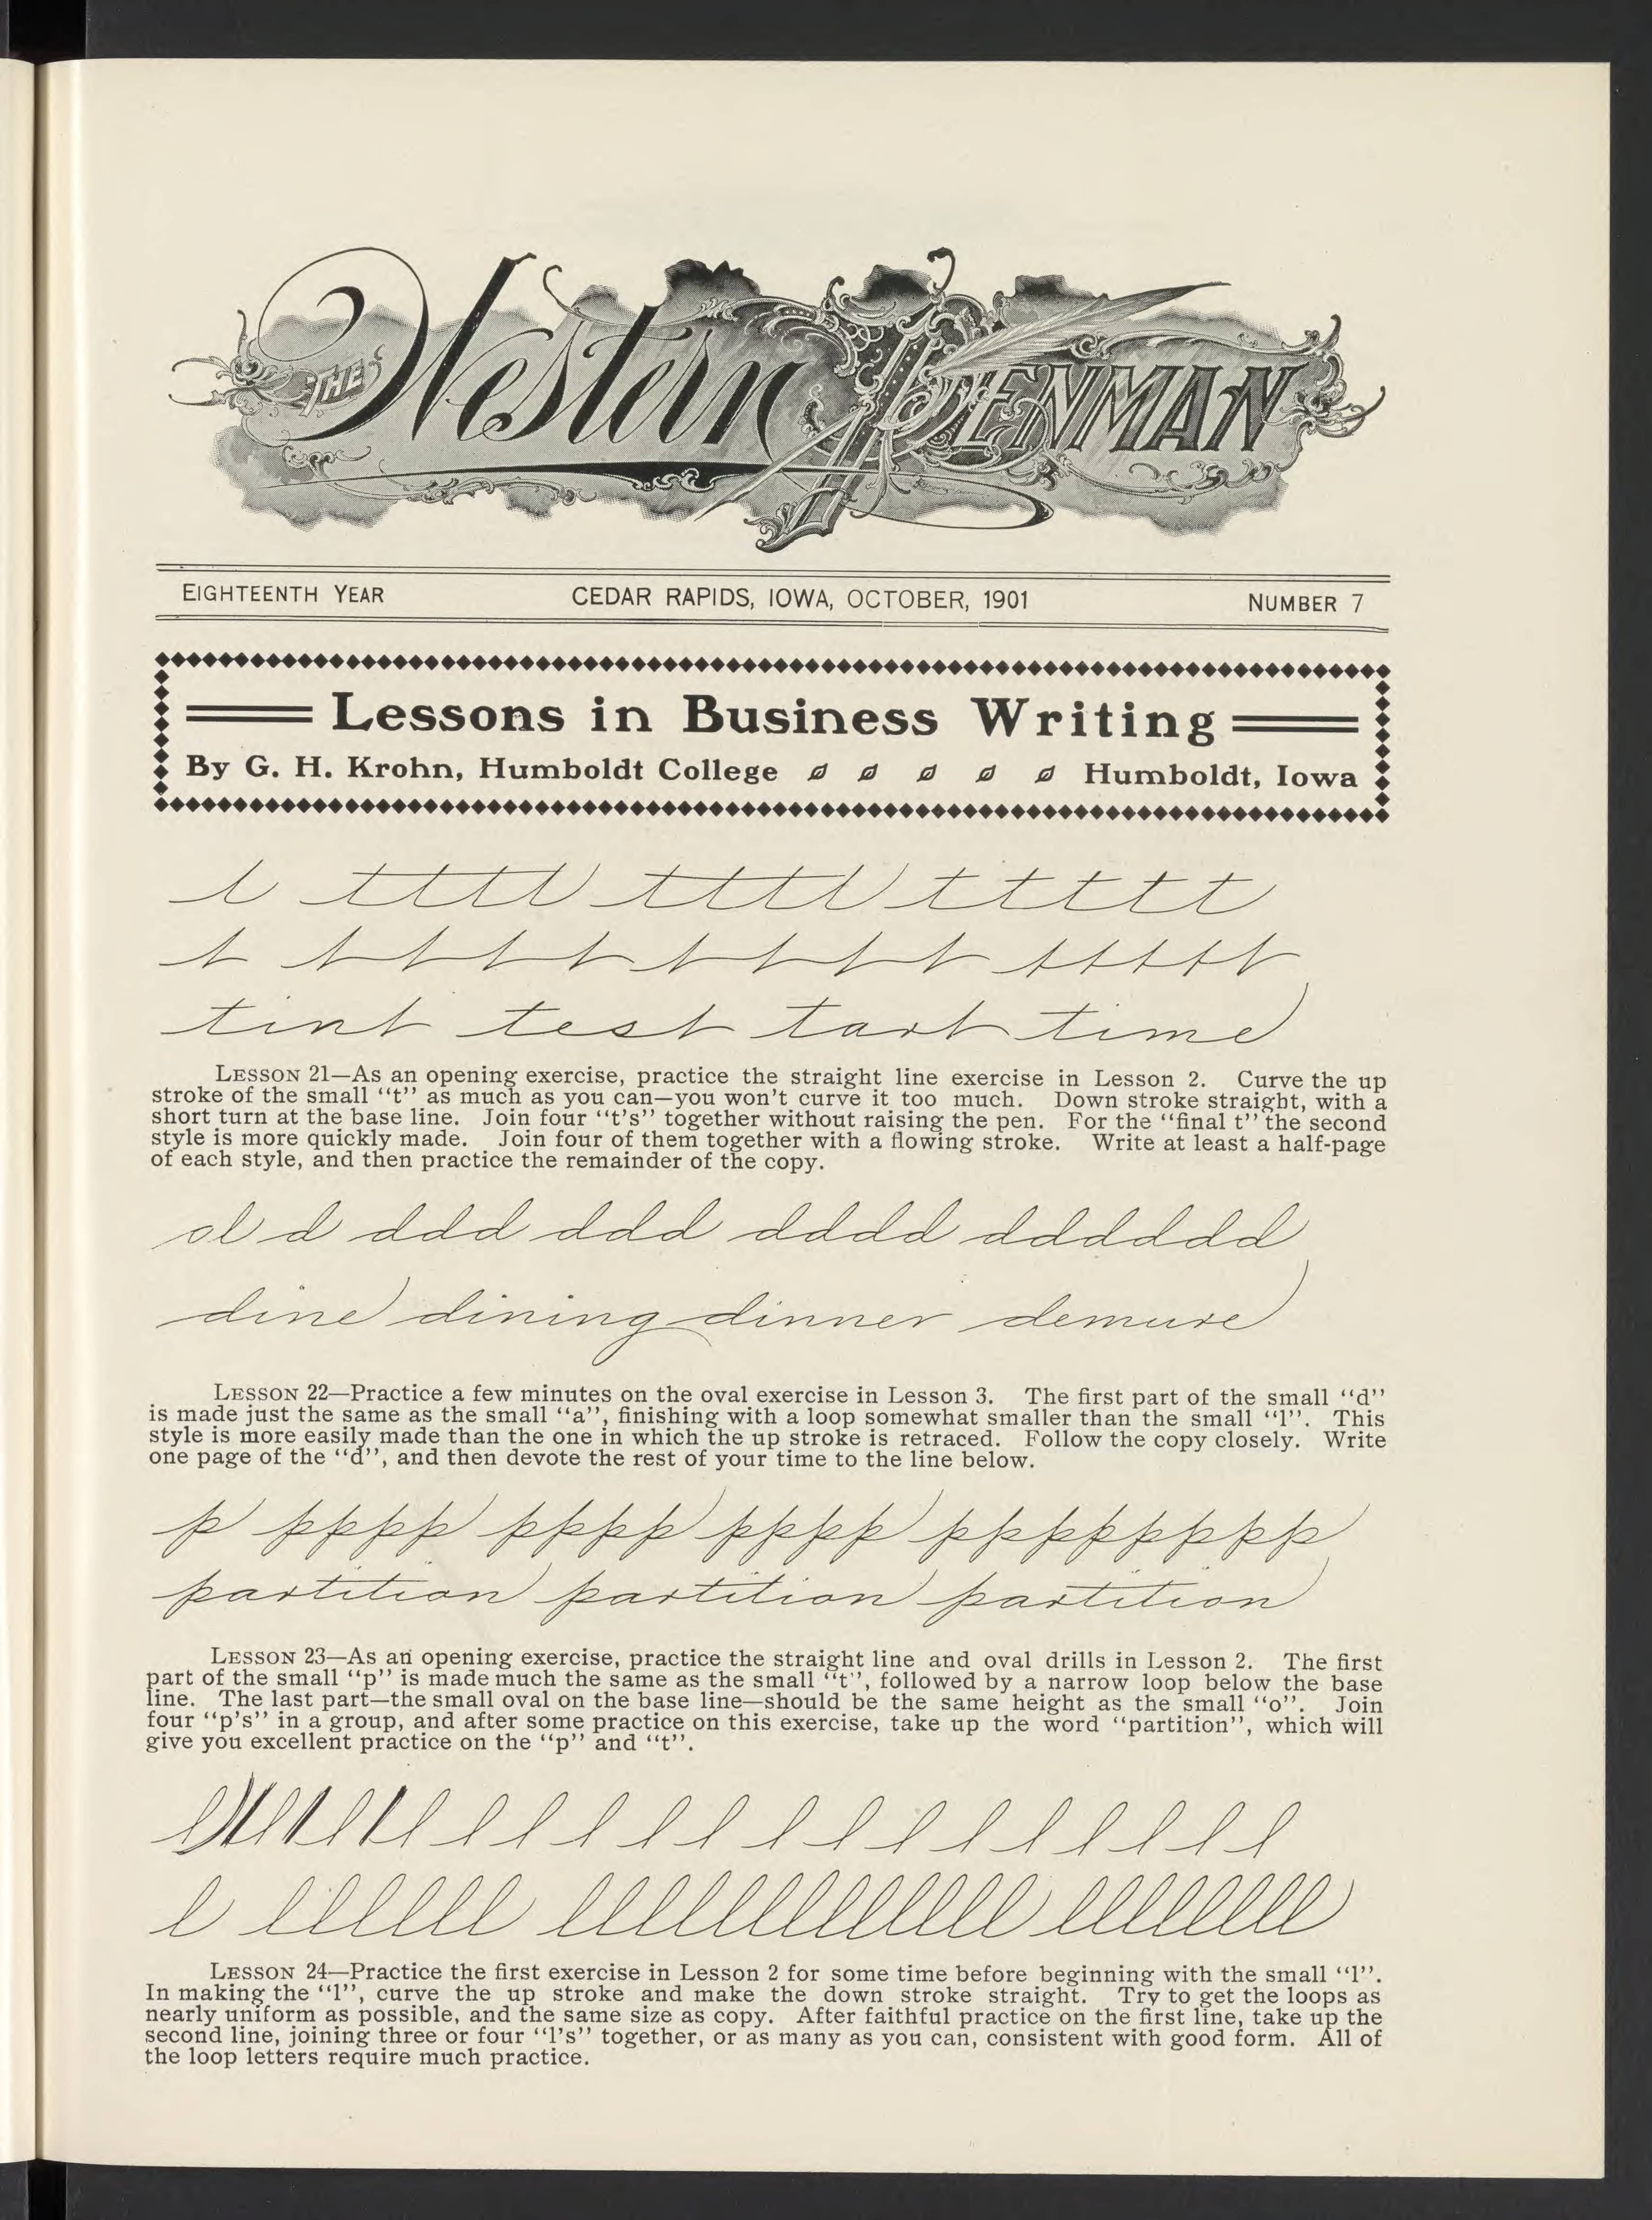 THE Western PENMAN
EIGHTEENTH YEAR CEDAR RAPIDS, IOWA, OCTOBER, 1901 NUMBER 7
Lessons in Business Writing
By G. H. Krohn, Humboldt College Humboldt, Iowa
t t t t t t t t t t t t t t t
t t t t t t t t t t t t t t
tint test tart time
LESSON 21—As an opening exercise, practice the straight line exercise in Lesson 2. Curve the up
stroke of the small "t" as much as you can—you won't curve it too much. Down stroke straight, with a
short turn at the base line. Join four "t's" together without raising the pen. For the "final t" the second
style is more quickly made. Join four of them together with a flowing stroke. Write at least a half-page
of each style, and then practice the remainder of the copy.
ol d ddd ddd dddd dddddd
dine dining dinner demure
LESSON 22—Practice a few minutes on the oval exercise in Lesson 3. The first part of the small "d"
is made just the same as the small "a", finishing with a loop somewhat smaller than the small "l". This
style is more easily made than the one in which the up stroke is retraced. Follow the copy closely. Write
one page of the "d", and then devote the rest of your time to the line below.
p pppp pppp pppp ppppppppp
partition partition partition
LESSON 23—As an opening exercise, practice the straight line and oval drills in Lesson 2. The first
part of the small "p" is made much the same as the small "t", followed by a narrow loop below the base
line. The last part—the small oval on the base line—should be the same height as the small "o". Join
four "p's" in a group, and after some practice on this exercise, take up the word "partition", which will
give you excellent practice on the "p" and "t".
l l l l l l l l l l l l l l l l l l
l llllll lllllllllllll llllllll
LESSON 24—Practice the first exercise in Lesson 2 for some time before beginning with the small "l".
In making the "l", curve the up stroke and make the down stroke straight. Try to get the loops as
nearly uniform as possible, and the same size as copy. After faithful practice on the first line, take up the
second line, joining three or four "l's" together, or as many as you can, consistent with good form. All of
the loop letters require much practice.